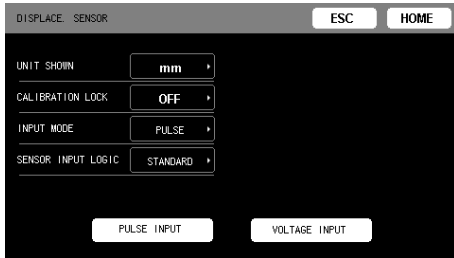 DISPLACE. SENSOR ESC HOME
UNIT SHOWN mm
CALIBRATION LOCK OFF
INPUT MODE PULSE
SENSOR INPUT LOGIC STANDARD
PULSE INPUT VOLTAGE INPUT